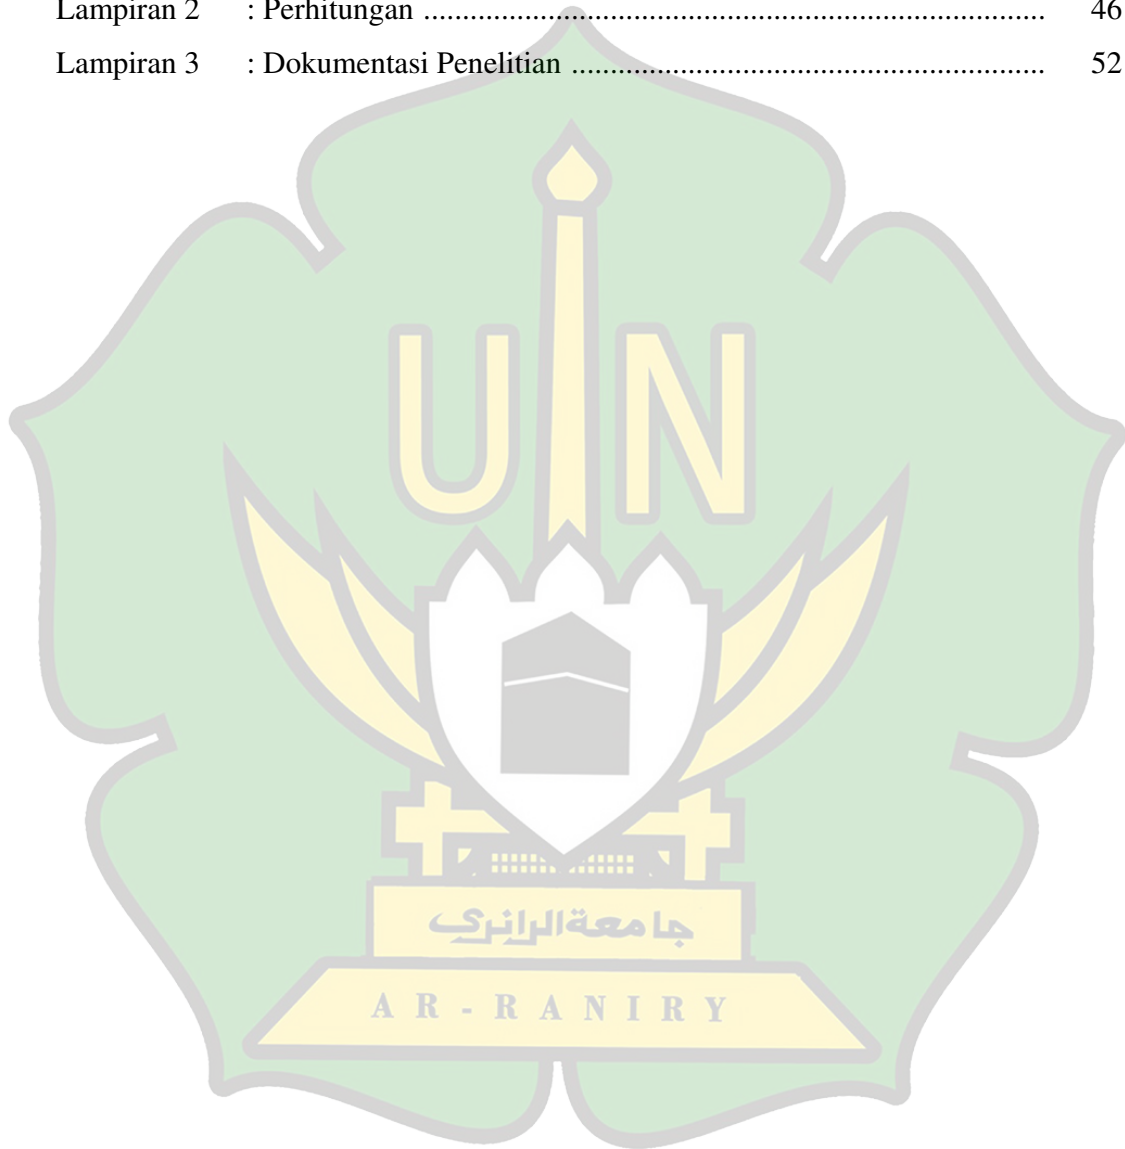 Lampiran 2 : Perhitungan ............................................................................. 46
Lampiran 3 : Dokumentasi Penelitian .......................................................... 52
UIN
جامعةالرانري
AR-RANIRY